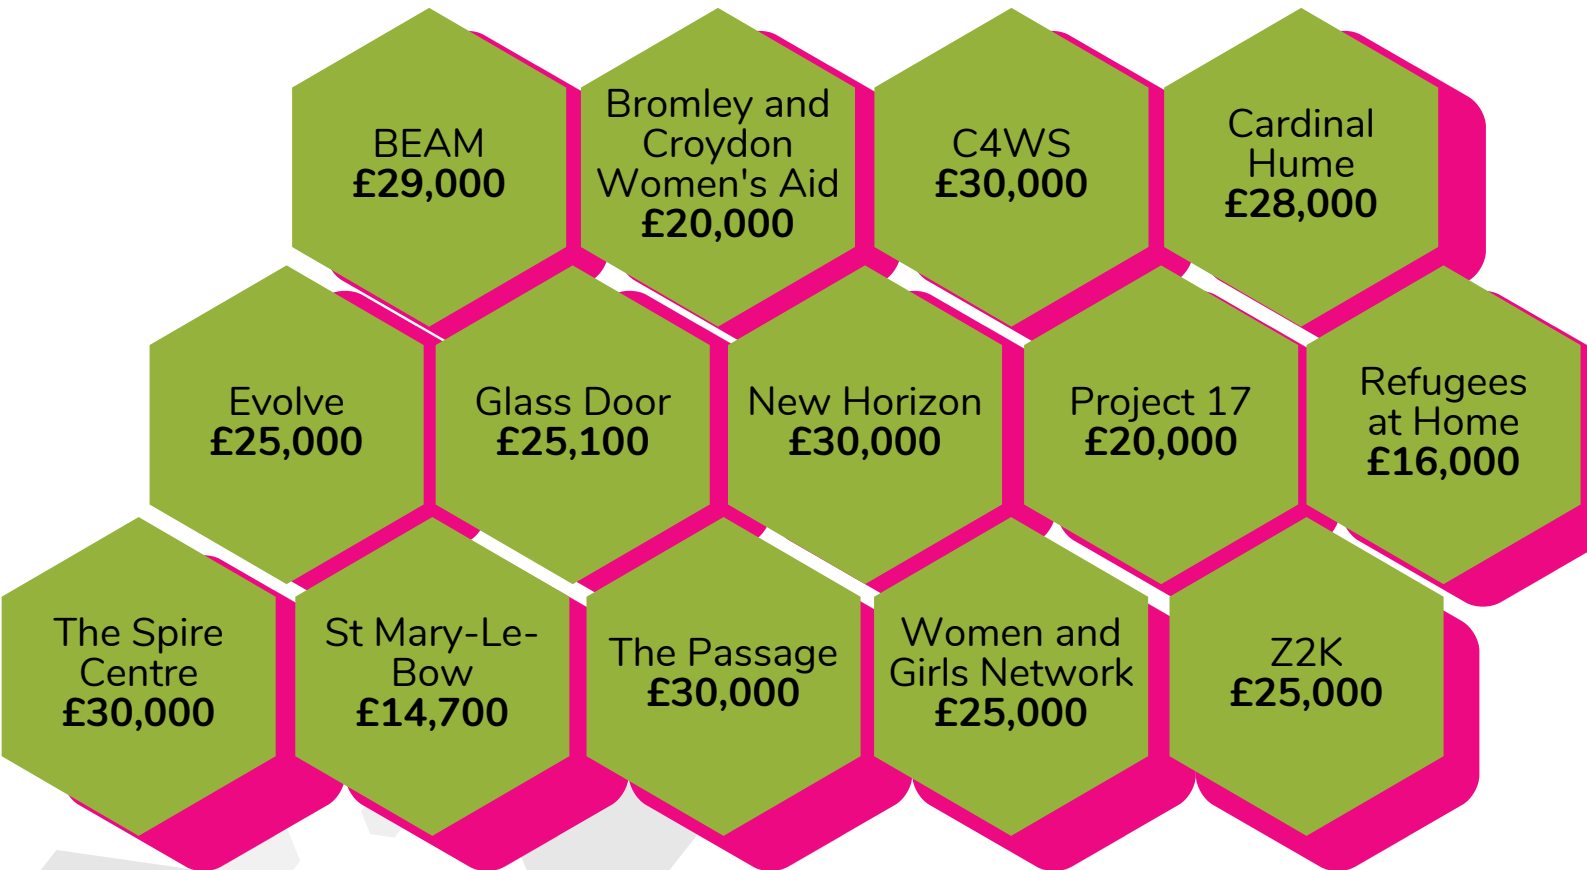 BEAM
£29,000
Bromley and
Croydon
Women's Aid
£20,000
C4WS
£30,000
Cardinal
Hume
£28,000
Evolve
£25,000
Glass Door
£25,100
New Horizon
£30,000
Project 17
£20,000
Refugees
at Home
£16,000
The Spire
Centre
£30,000
St Mary-Le-
Bow
£14,700
The Passage
£30,000
Women and
Girls Network
£25,000
Z2K
£25,000